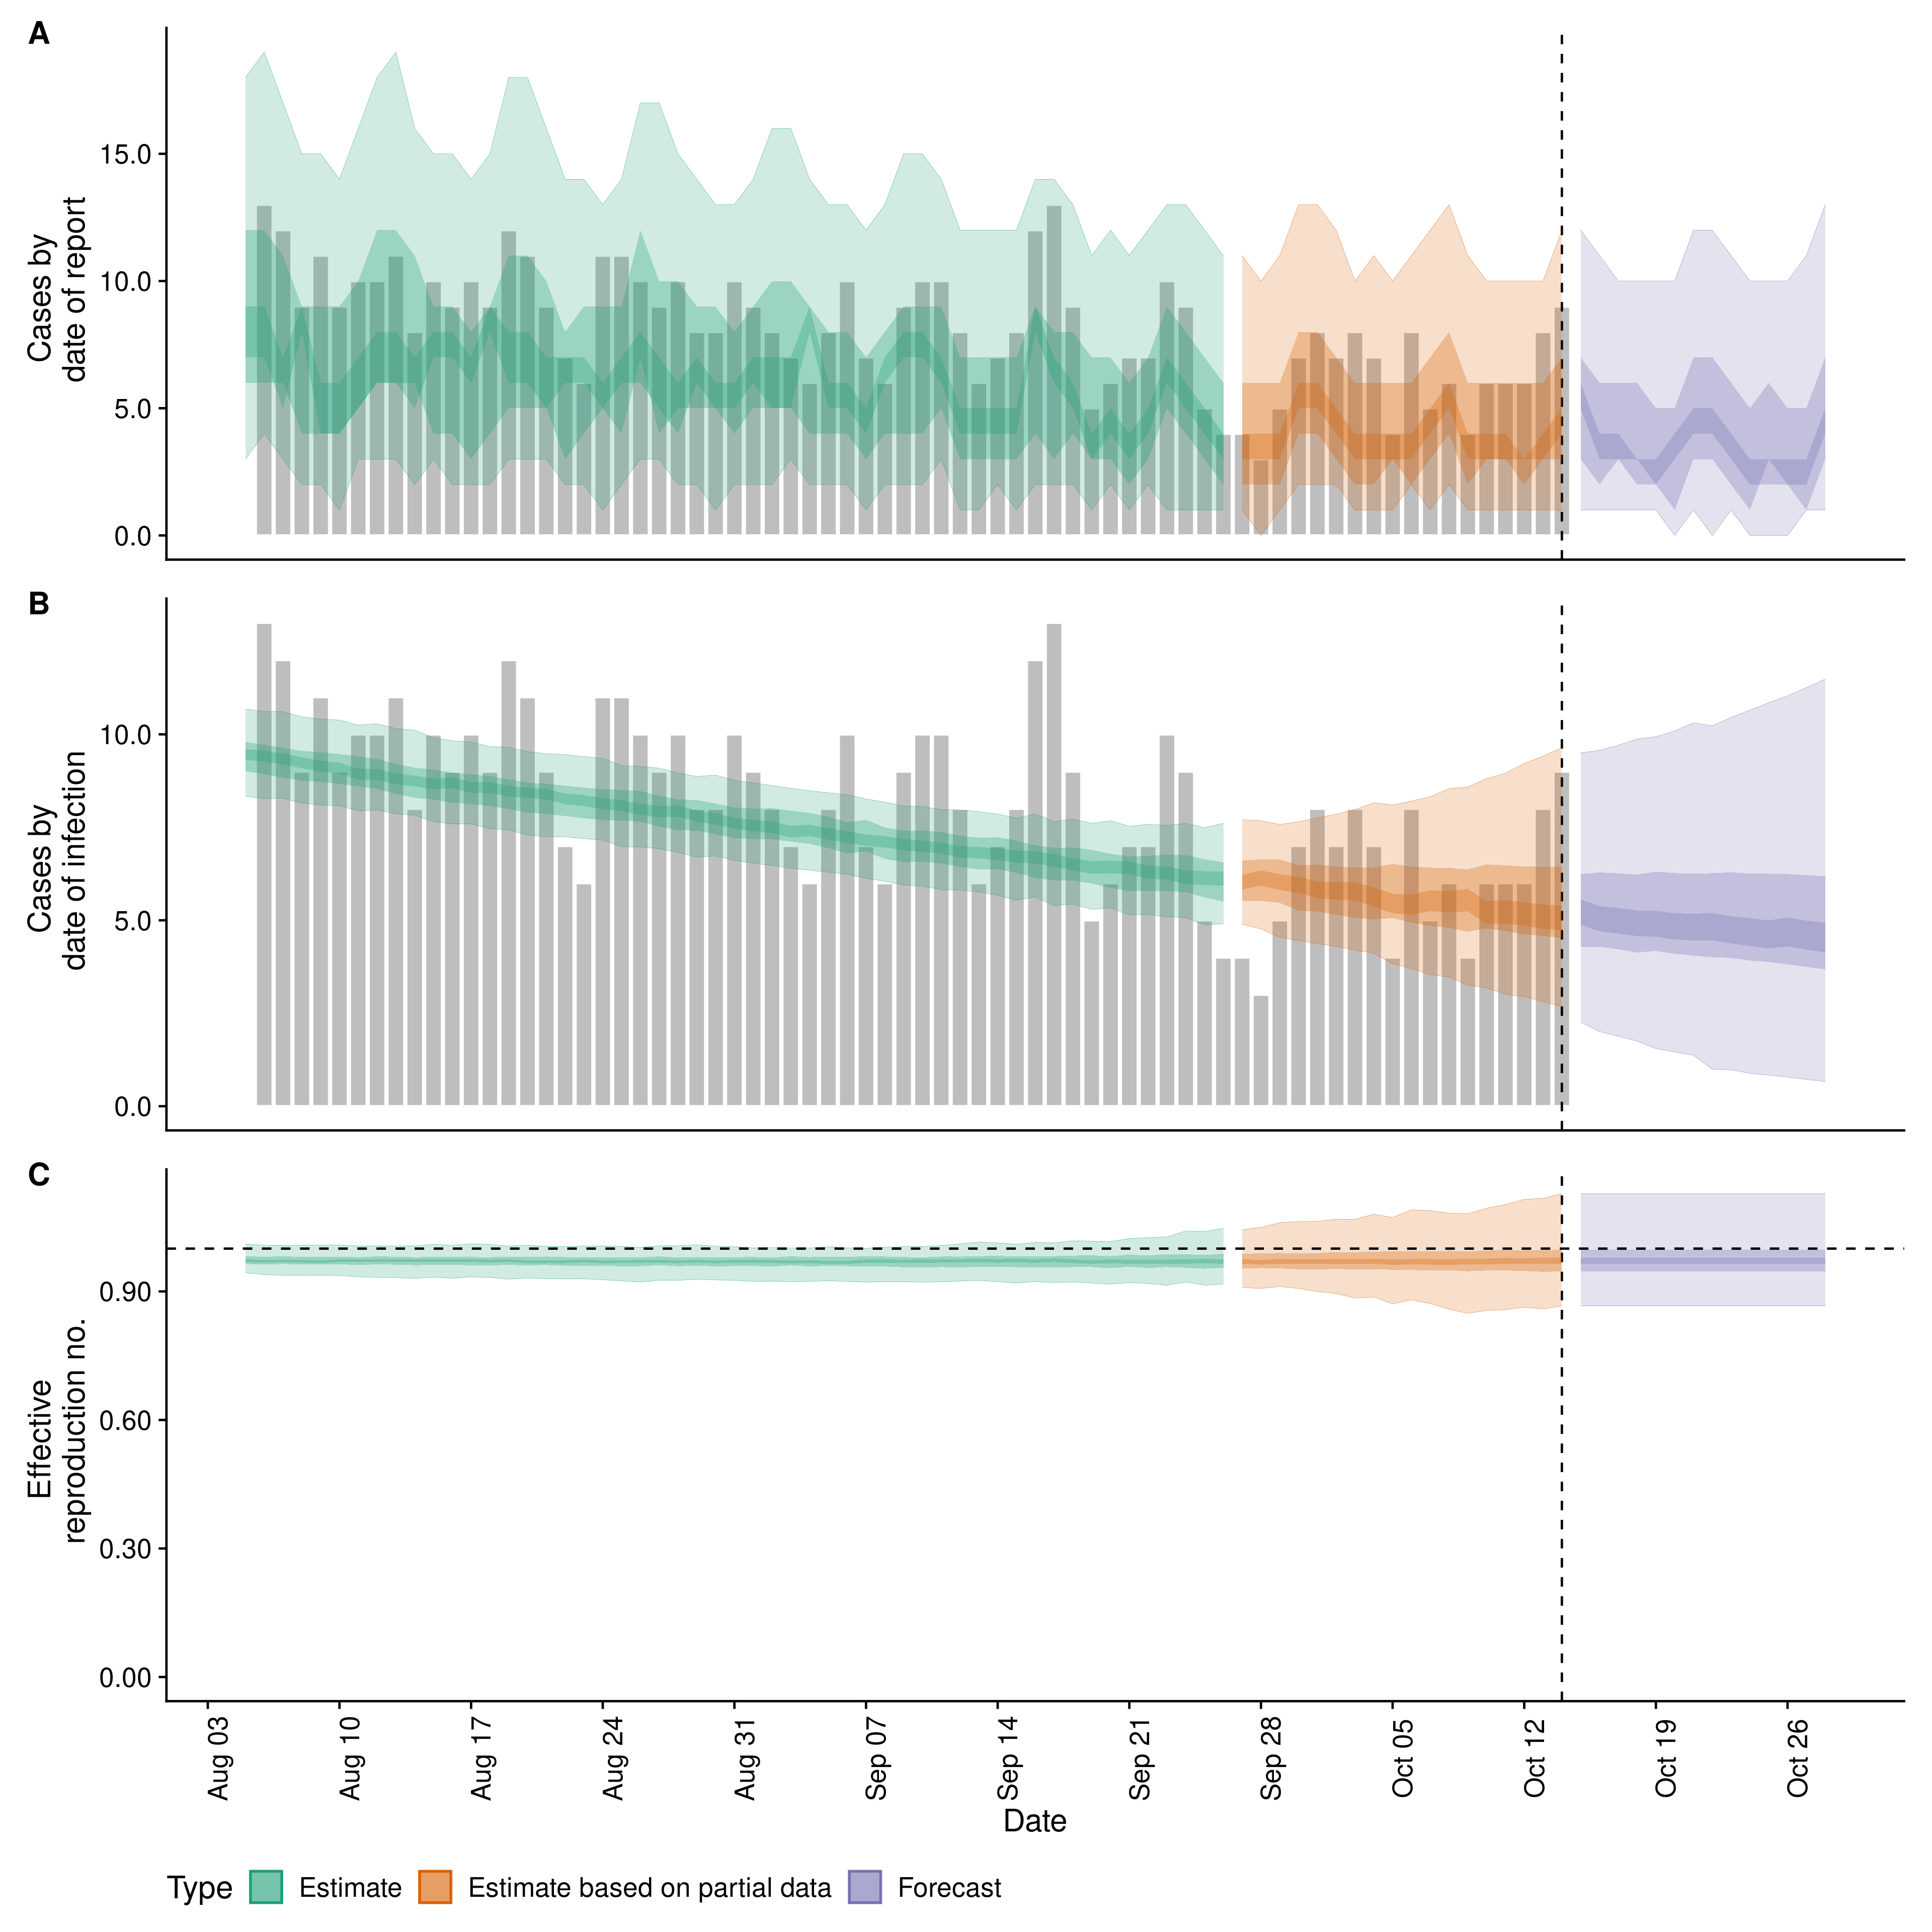 A
Cases by
date of report
15.0
10.0
5.0
0.0
B
Cases by
date of infection
10.0
5.0
0.0
C
Effective
reproduction no.
0.90
0.60
0.30
0.00
Aug 03
Aug 10
Aug 17
Aug 24
Aug 31
Sep 07
Sep 14
Sep 21
Sep 28
Oct 05
Oct 12
Oct 19
Oct 26
Date
Type Estimate Estimate based on partial data Forecast